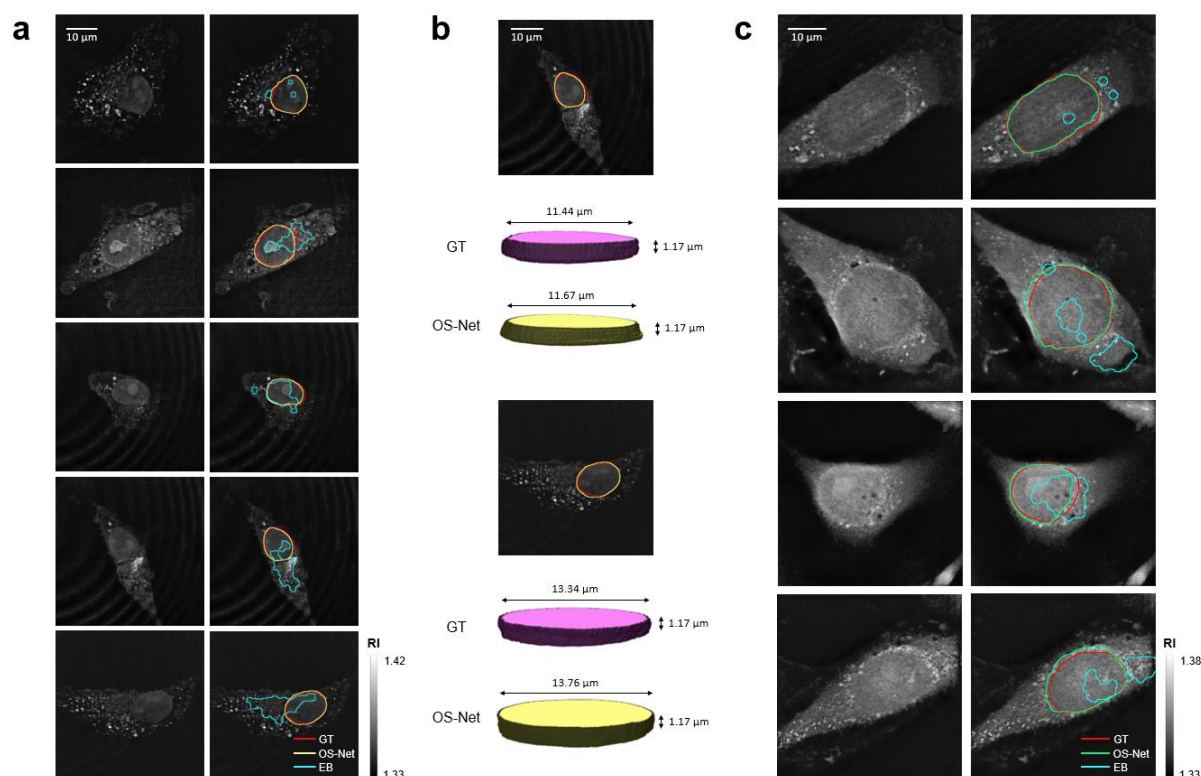 a
10 µm
RI
1.42
1.33
GT
OS-Net
EB
b
10 µm
11.44 µm
GT
1.17 µm
11.67 µm
OS-Net
1.17 µm
13.34 µm
GT
1.17 µm
13.76 µm
OS-Net
1.17 µm
c
10 µm
RI
1.38
1.33
GT
OS-Net
EB